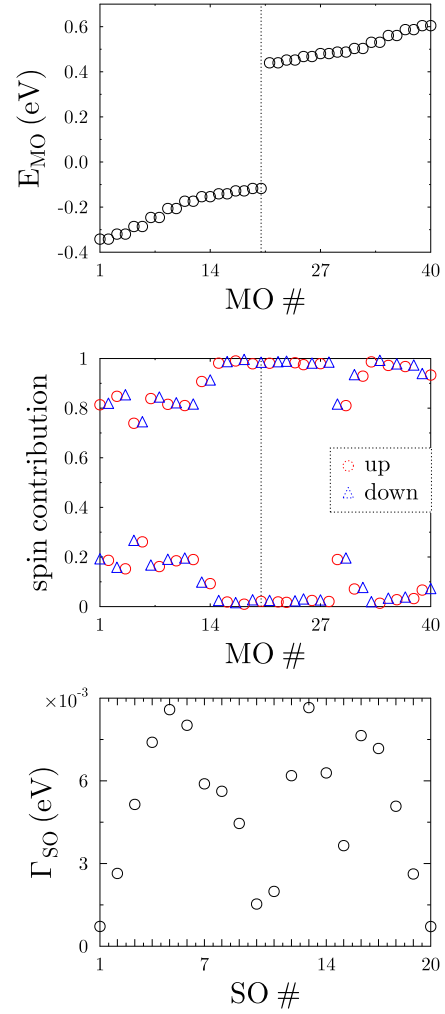 0.6
0.4
0.2
0.0
-0.2
-0.4
E_MO (eV)
1 14 27 40
MO #
1
0.8
0.6
0.4
0.2
0
spin contribution
up
down
1 14 27 40
MO #
×10⁻³
6
3
0
Γ_SO (eV)
1 7 14 20
SO #